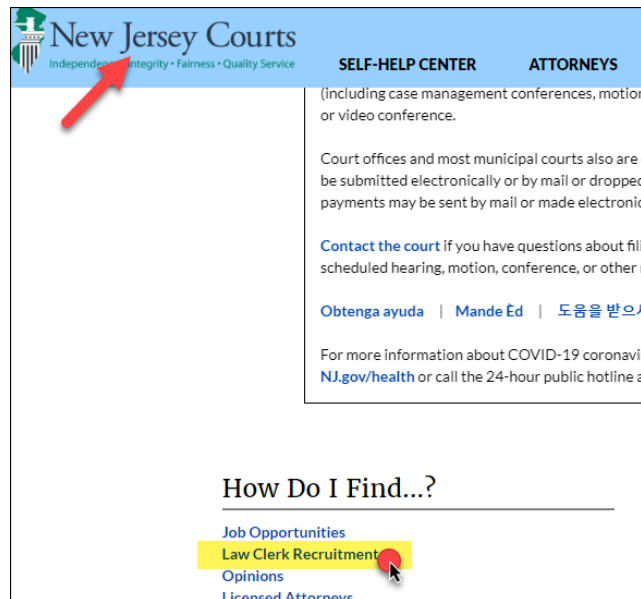 New Jersey Courts
Independence • Integrity • Fairness • Quality Service
SELF-HELP CENTER ATTORNEYS
(including case management conferences, motion
or video conference.
Court offices and most municipal courts also are
be submitted electronically or by mail or dropped
payments may be sent by mail or made electronic
Contact the court if you have questions about fil
scheduled hearing, motion, conference, or other
Obtenga ayuda | Mande Èd | 도움을 받으
For more information about COVID-19 coronavi
NJ.gov/health or call the 24-hour public hotline a
How Do I Find...?
Job Opportunities
Law Clerk Recruitment
Opinions
Licensed Attorneys